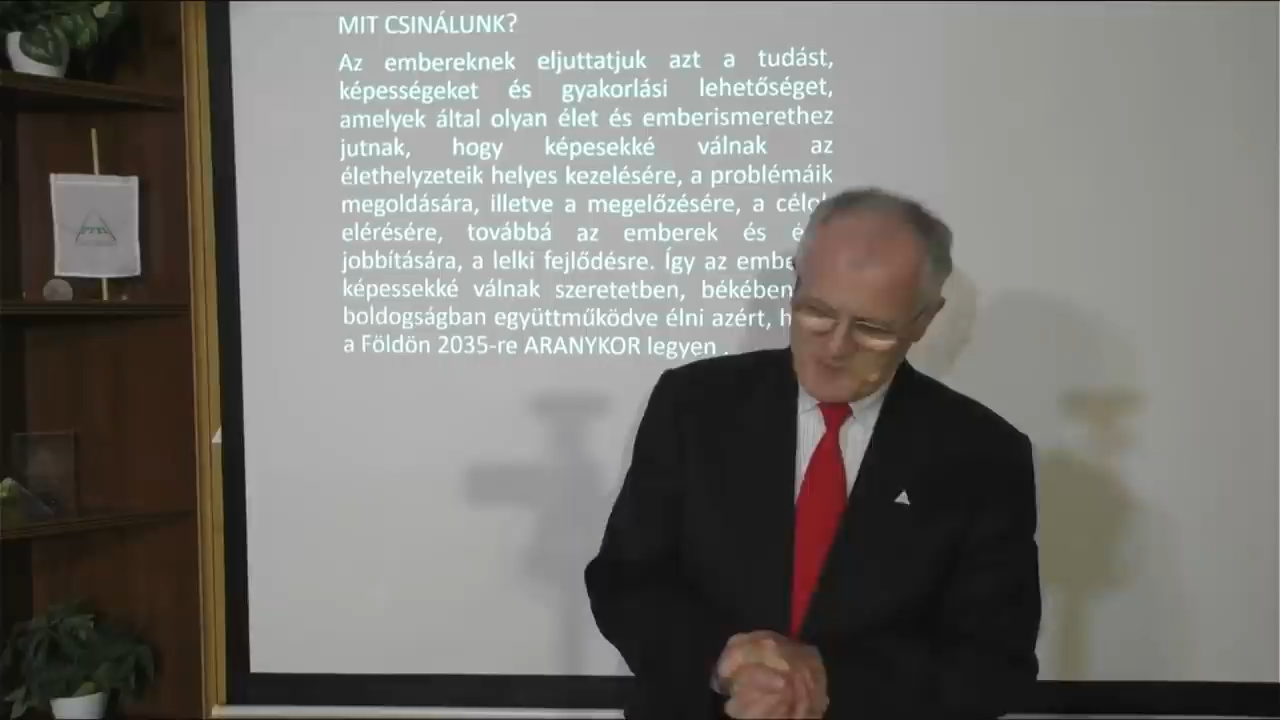 MIT CSINÁLUNK?
Az embereknek eljuttatjuk azt a tudást,
képességeket és gyakorlási lehetőséget,
amelyek által olyan élet és emberismerethez
jutnak, hogy képesekké válnak az
élethelyzeteik helyes kezelésére, a problémáik
megoldására, illetve a megelőzésére, a
elérésére, továbbá az emberek és
jobbítására, a lelki fejlődésre. Így az
képessekké válnak szeretetben, békében
boldogságban együttműködve élni azért,
a Földön 2035-re ARANYKOR legyen .